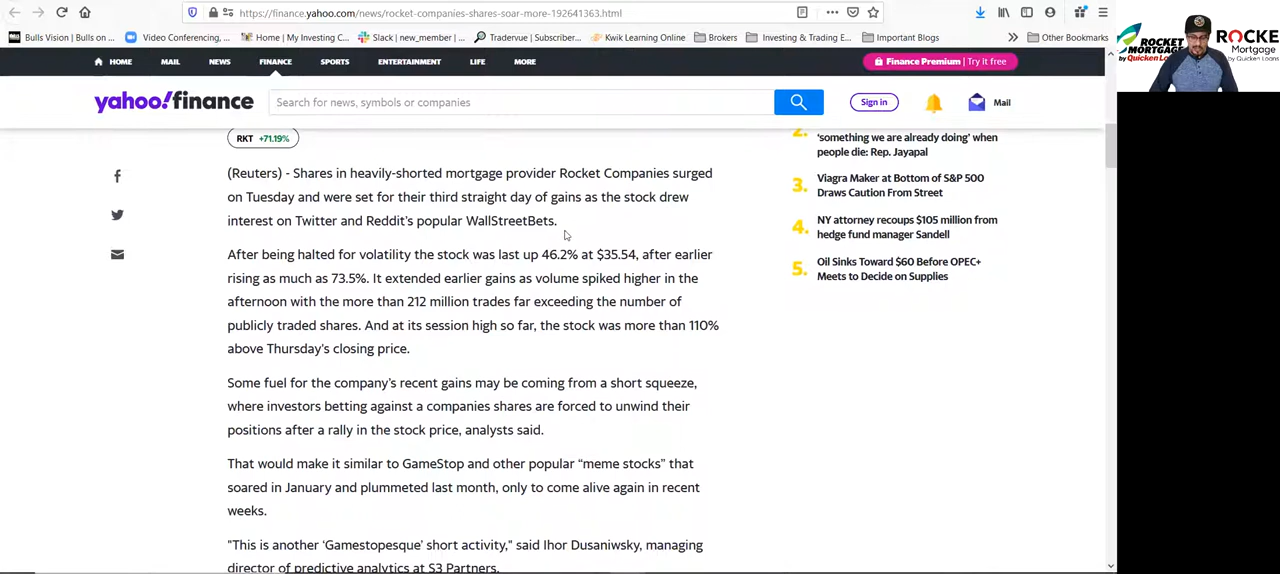 https://finance.yahoo.com/news/rocket-companies-shares-soar-more-192641363.html
Bulls Vision | Bulls on ...
Video Conferencing, ...
Home | My Investing C...
Slack | new_member | ...
Tradervue | Subscriber...
Kwik Learning Online
Brokers
Investing & Trading E...
Important Blogs
Other Bookmarks
ROCKET MORTGAGE
by Quicken Loans
ROCKE
Mortgage
by Quicken Loans
HOME
MAIL
NEWS
FINANCE
SPORTS
ENTERTAINMENT
LIFE
MORE
Finance Premium | Try it free
yahoo!finance
Search for news, symbols or companies
Sign in
Mail
RKT +71.19%
(Reuters) - Shares in heavily-shorted mortgage provider Rocket Companies surged
on Tuesday and were set for their third straight day of gains as the stock drew
interest on Twitter and Reddit's popular WallStreetBets.
After being halted for volatility the stock was last up 46.2% at $35.54, after earlier
rising as much as 73.5%. It extended earlier gains as volume spiked higher in the
afternoon with the more than 212 million trades far exceeding the number of
publicly traded shares. And at its session high so far, the stock was more than 110%
above Thursday's closing price.
Some fuel for the company's recent gains may be coming from a short squeeze,
where investors betting against a companies shares are forced to unwind their
positions after a rally in the stock price, analysts said.
That would make it similar to GameStop and other popular “meme stocks” that
soared in January and plummeted last month, only to come alive again in recent
weeks.
"This is another ‘Gamestopesque’ short activity," said Ihor Dusaniwsky, managing
director of predictive analytics at S3 Partners.
2.
‘something we are already doing’ when
people die: Rep. Jayapal
3.
Viagra Maker at Bottom of S&P 500
Draws Caution From Street
4.
NY attorney recoups $105 million from
hedge fund manager Sandell
5.
Oil Sinks Toward $60 Before OPEC+
Meets to Decide on Supplies